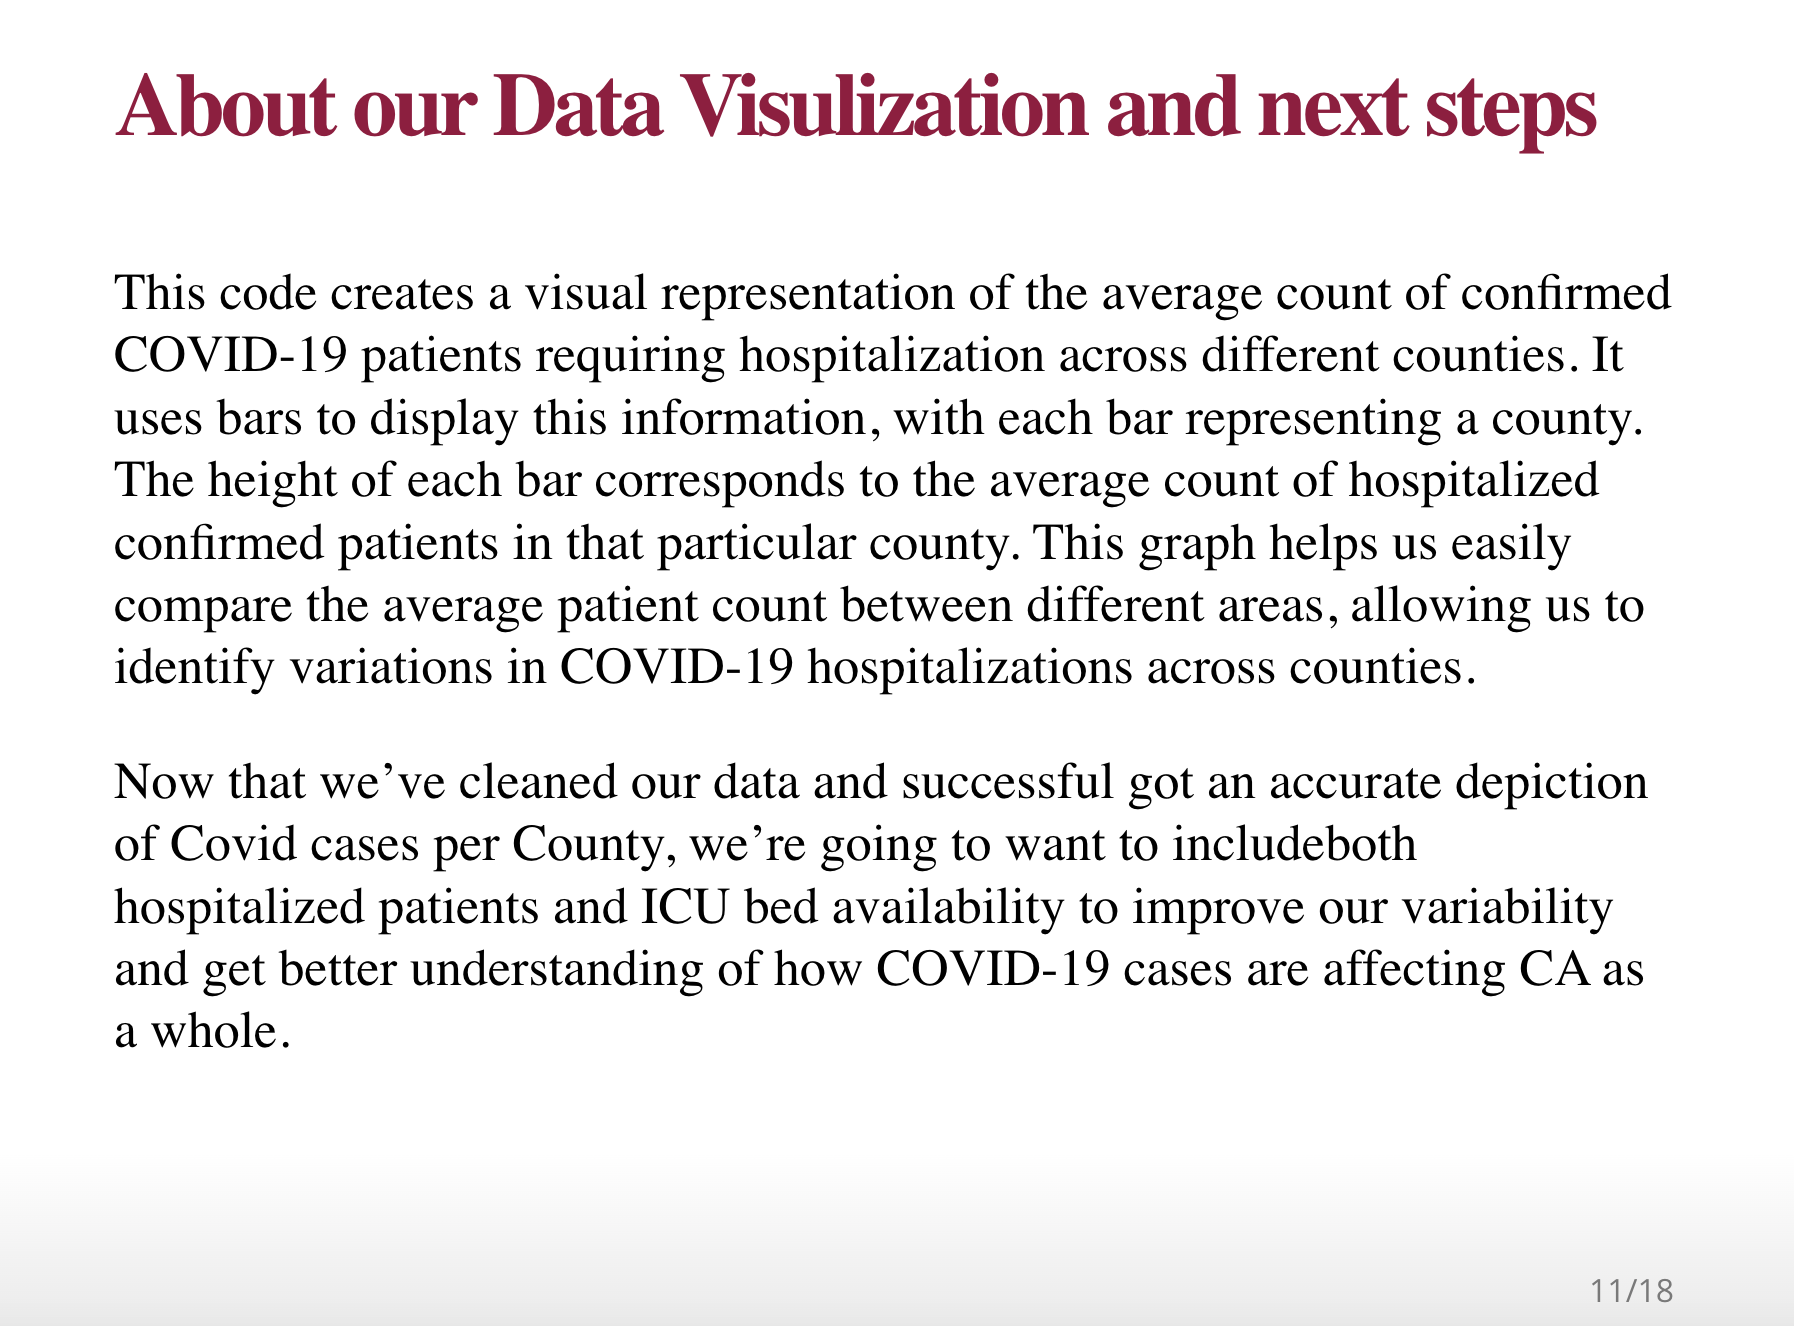 About our Data Visulization and next steps
This code creates a visual representation of the average count of confirmed
COVID-19 patients requiring hospitalization across different counties. It
uses bars to display this information, with each bar representing a county.
The height of each bar corresponds to the average count of hospitalized
confirmed patients in that particular county. This graph helps us easily
compare the average patient count between different areas, allowing us to
identify variations in COVID-19 hospitalizations across counties.
Now that we’ve cleaned our data and successful got an accurate depiction
of Covid cases per County, we’re going to want to includeboth
hospitalized patients and ICU bed availability to improve our variability
and get better understanding of how COVID-19 cases are affecting CA as
a whole.
11/18